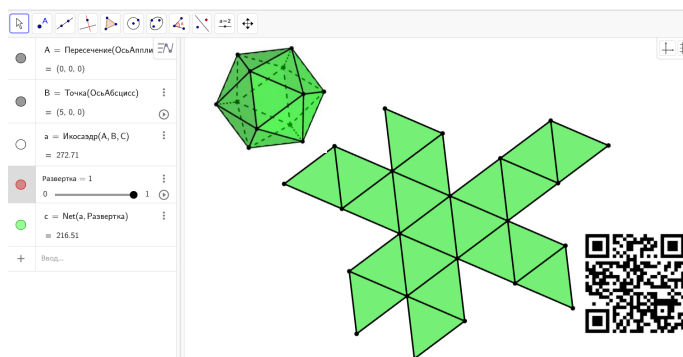 a=2
A = Пересечение(ОсьАппли
= (0, 0, 0)
B = Точка(ОсьАбсцисс)
= (5, 0, 0)
a = Икосаэдр(A, B, C)
= 272.71
Развертка = 1
0 1
c = Net(a, Развертка)
= 216.51
+ Ввод...